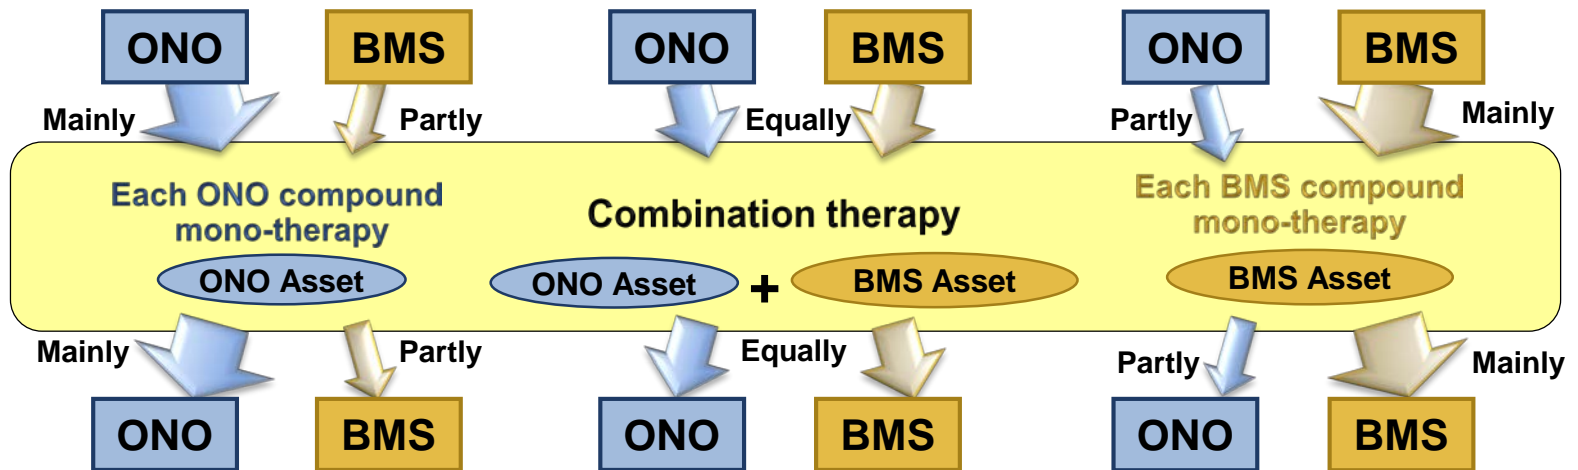 ONO
BMS
ONO
BMS
ONO
BMS
Mainly
Partly
Equally
Partly
Mainly
Each ONO compound
mono-therapy
ONO Asset
Combination therapy
ONO Asset + BMS Asset
Each BMS compound
mono-therapy
BMS Asset
Mainly
Partly
Equally
Partly
Mainly
ONO
BMS
ONO
BMS
ONO
BMS